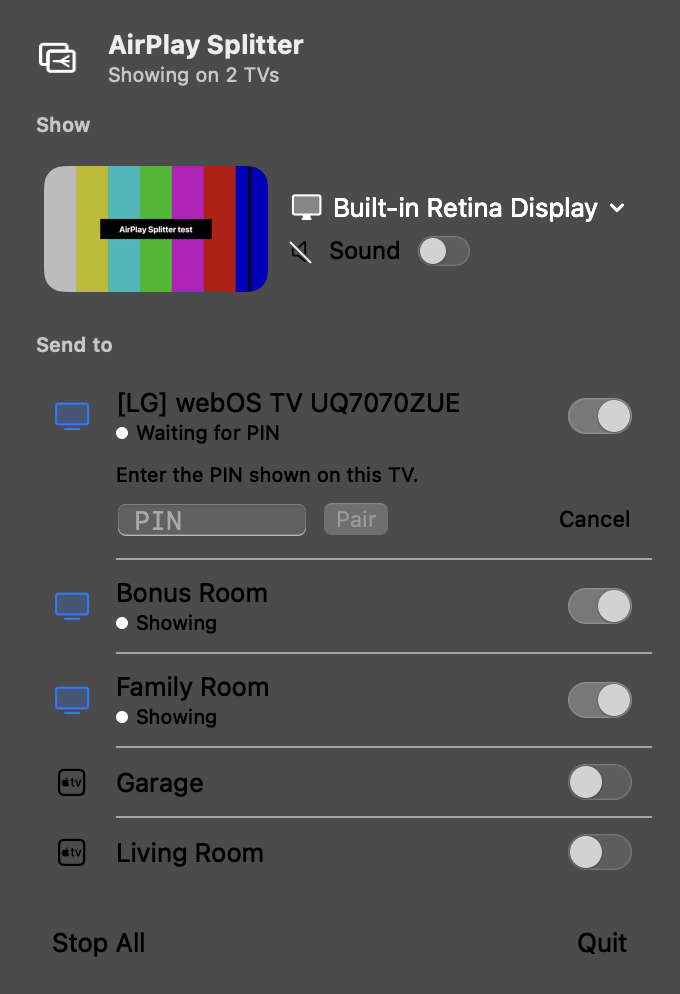 AirPlay Splitter
Showing on 2 TVs
Show
AirPlay Splitter test
Built-in Retina Display
Sound
Send to
[LG] webOS TV UQ7070ZUE
Waiting for PIN
Enter the PIN shown on this TV.
PIN
Pair
Cancel
Bonus Room
Showing
Family Room
Showing
tv
Garage
tv
Living Room
Stop All
Quit